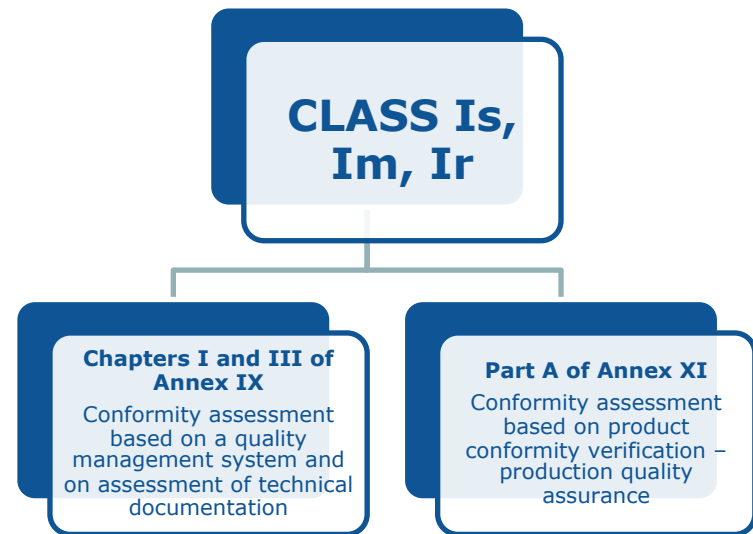 CLASS Is,
Im, Ir
Chapters I and III of
Annex IX
Conformity assessment
based on a quality
management system and
on assessment of technical
documentation
Part A of Annex XI
Conformity assessment
based on product
conformity verification –
production quality
assurance